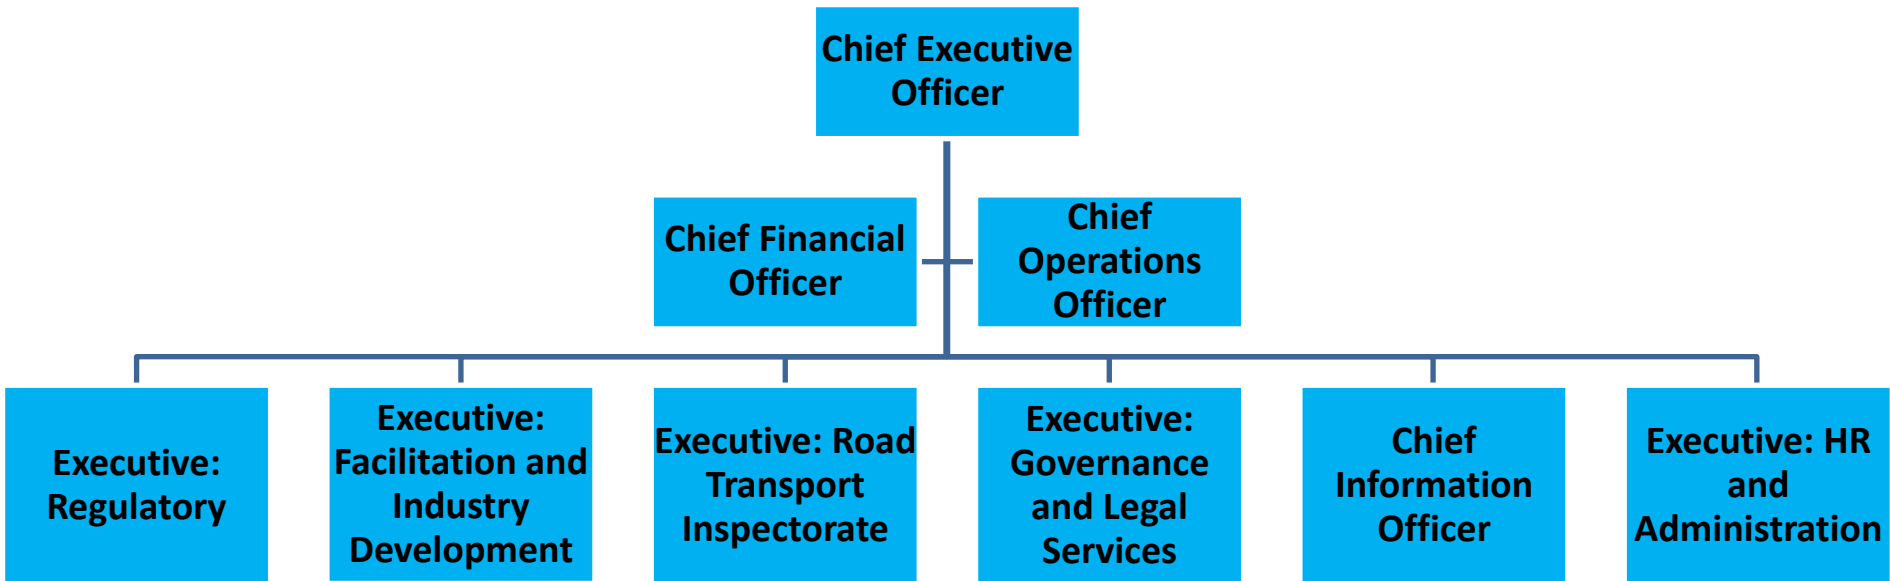 Chief Executive
Officer
Chief Financial
Officer
Chief
Operations
Officer
Executive:
Regulatory
Executive:
Facilitation and
Industry
Development
Executive: Road
Transport
Inspectorate
Executive:
Governance
and Legal
Services
Chief
Information
Officer
Executive: HR
and
Administration